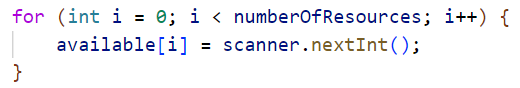 for (int i = 0; i < numberOfResources; i++) {
    available[i] = scanner.nextInt();
}